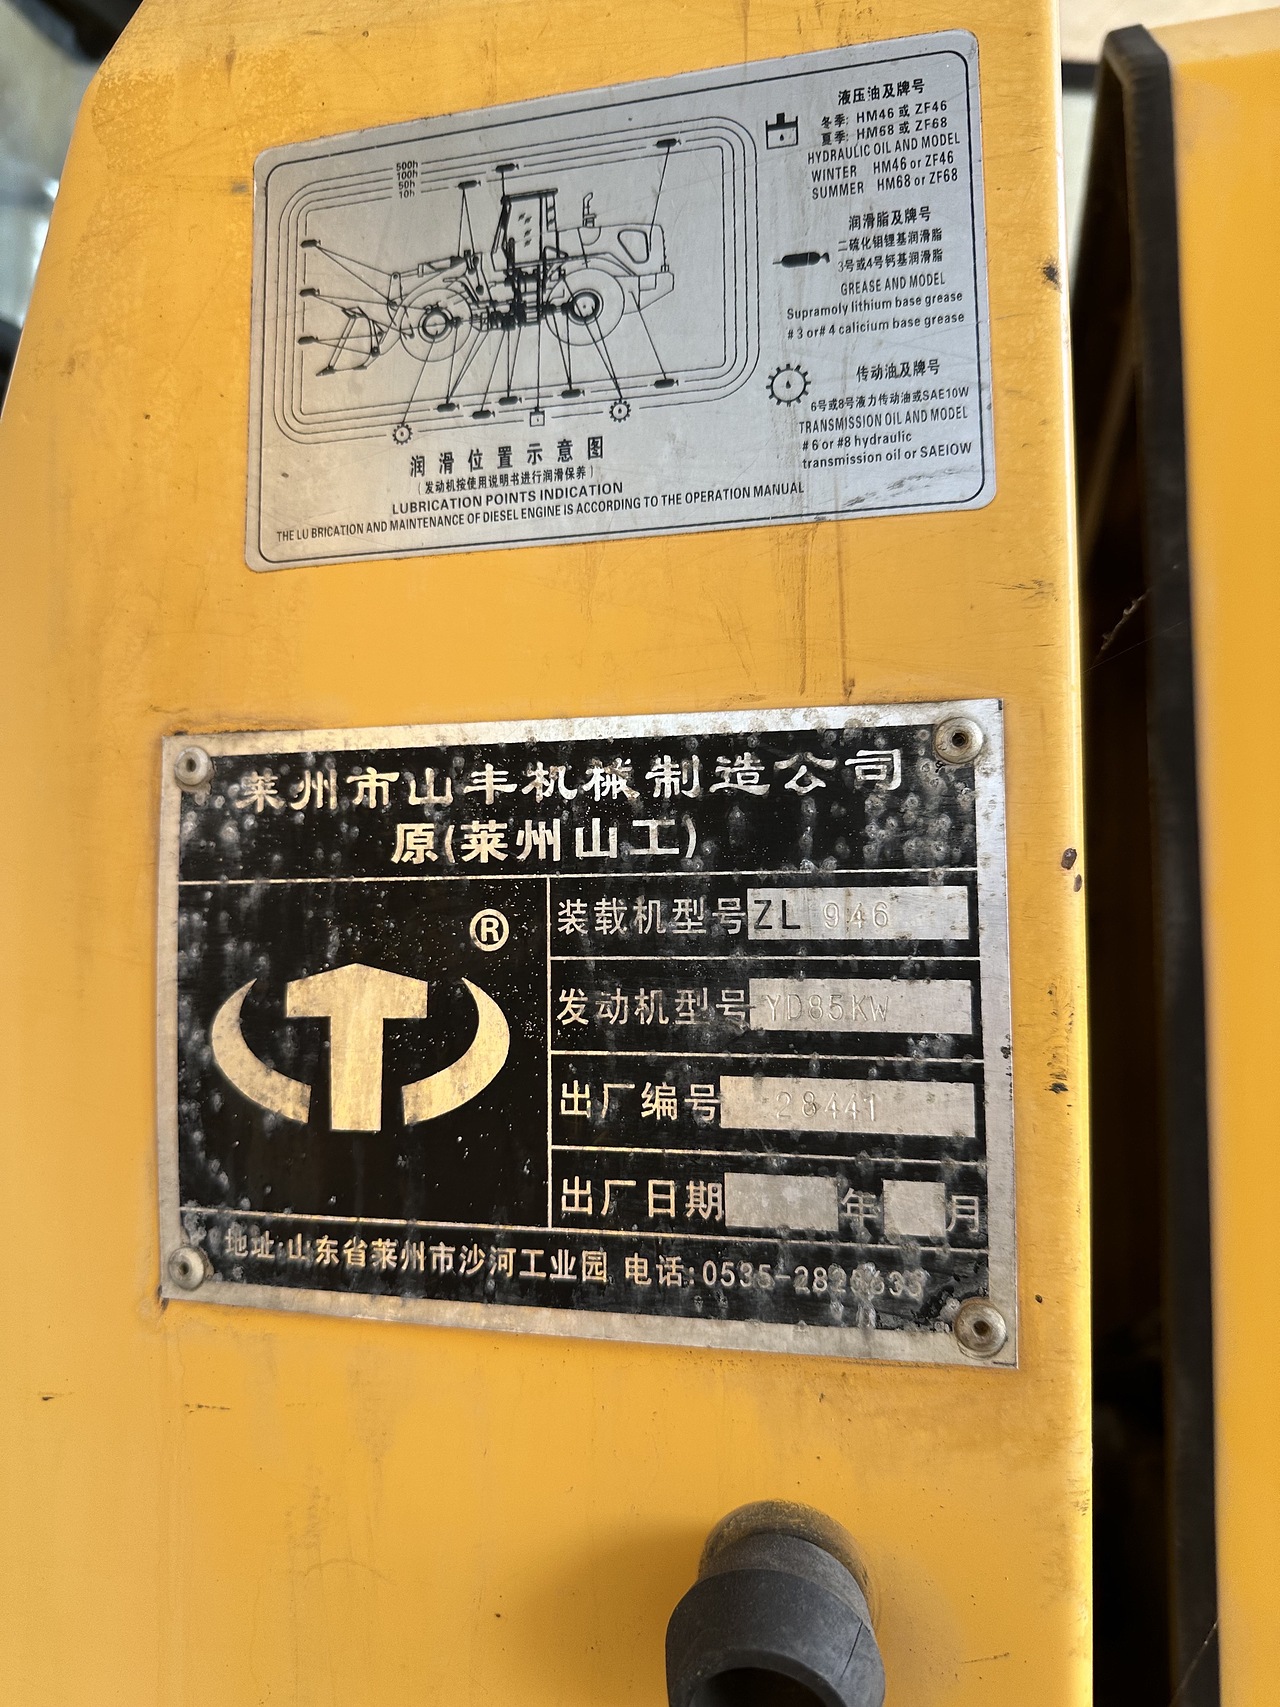 500h
100h
50h
10h
液压油及牌号
冬季: HM46 或 ZF46
夏季: HM68 或 ZF68
HYDRAULIC OIL AND MODEL
WINTER HM46 or ZF46
SUMMER HM68 or ZF68
润滑脂及牌号
二硫化钼锂基润滑脂
3号或4号钙基润滑脂
GREASE AND MODEL
Supramoly lithium base grease
# 3 or# 4 calicium base grease
传动油及牌号
6号或8号液力传动油或SAE10W
TRANSMISSION OIL AND MODEL
# 6 or #8 hydraulic
transmission oil or SAE10W
润滑位置示意图
(发动机按使用说明书进行润滑保养)
LUBRICATION POINTS INDICATION
THE LU BRICATION AND MAINTENANCE OF DIESEL ENGINE IS ACCORDING TO THE OPERATION MANUAL
莱州市山丰机械制造公司
原(莱州山工)
®
装载机型号ZL 946
发动机型号YD85KW
出厂编号 28441
出厂日期 年 月
地址:山东省莱州市沙河工业园 电话:0535-